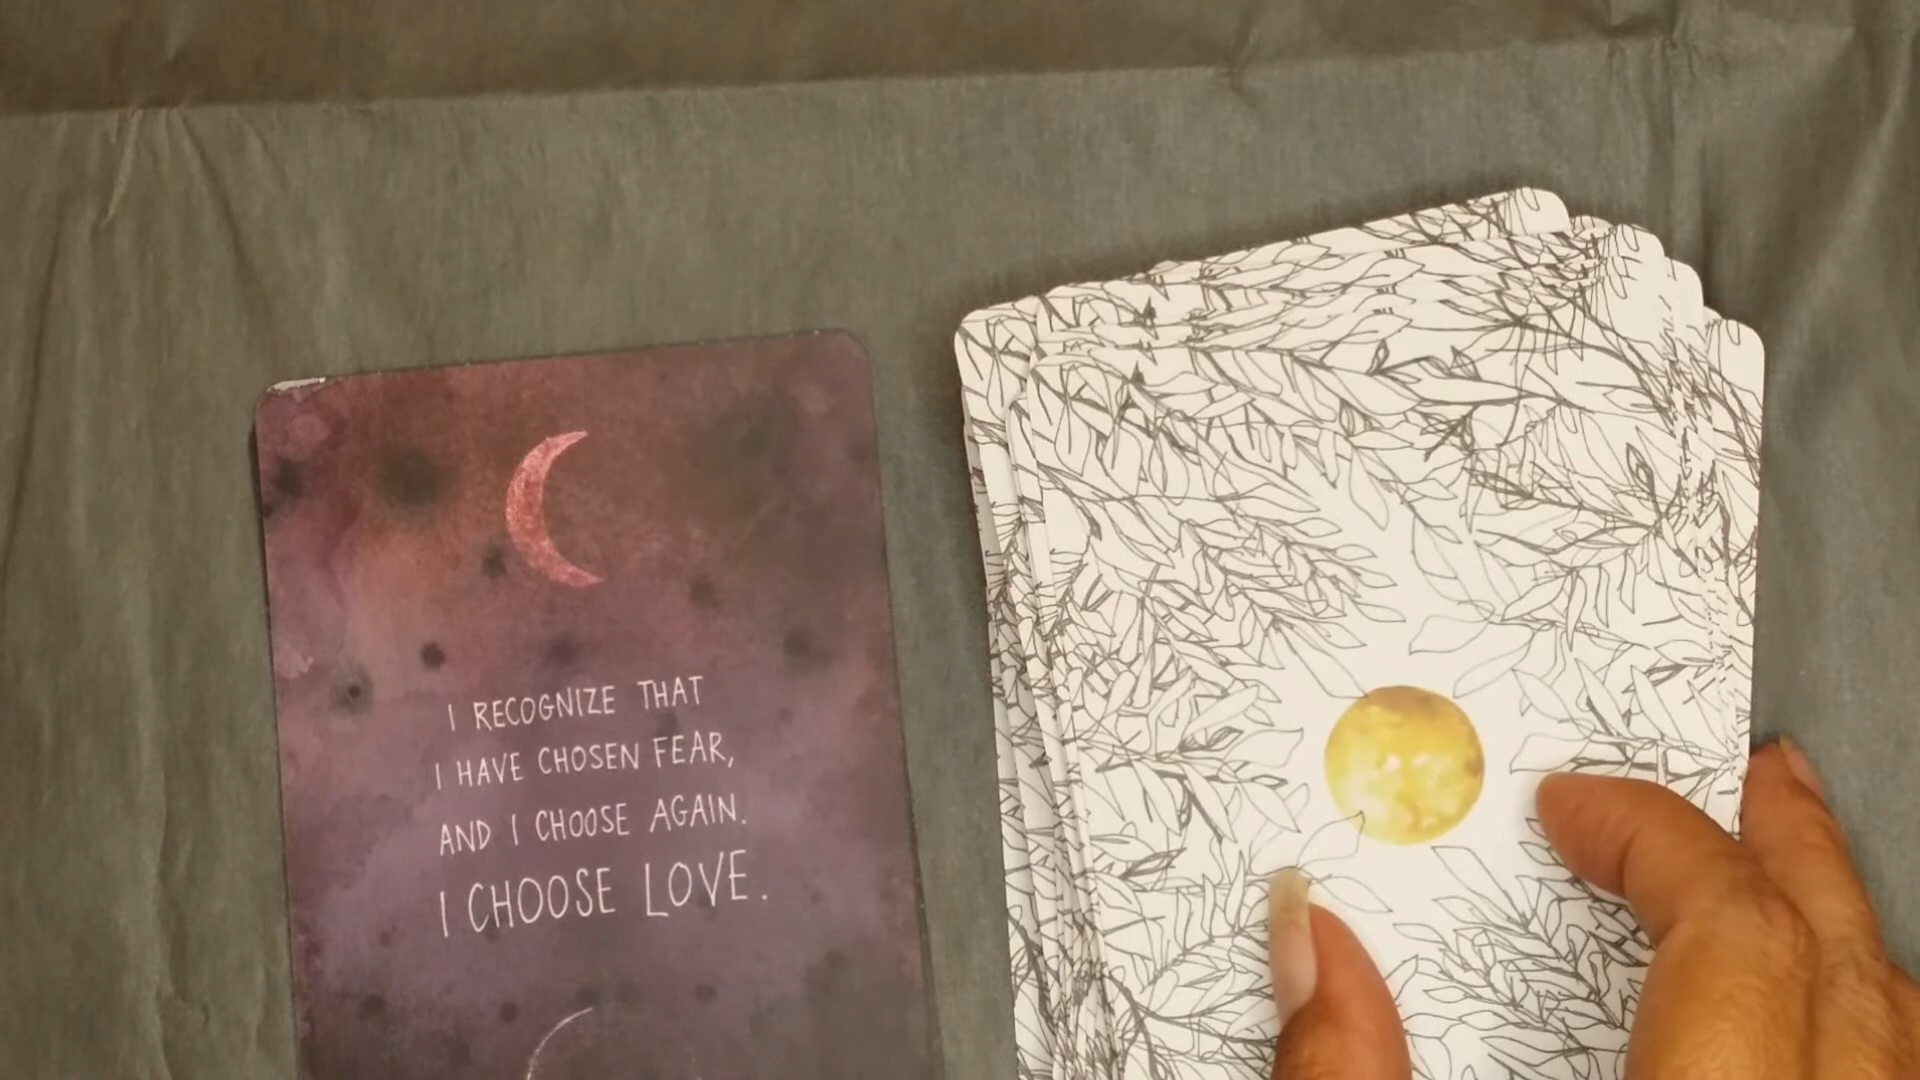 I RECOGNIZE THAT
I HAVE CHOSEN FEAR,
AND I CHOOSE AGAIN.
I CHOOSE LOVE.